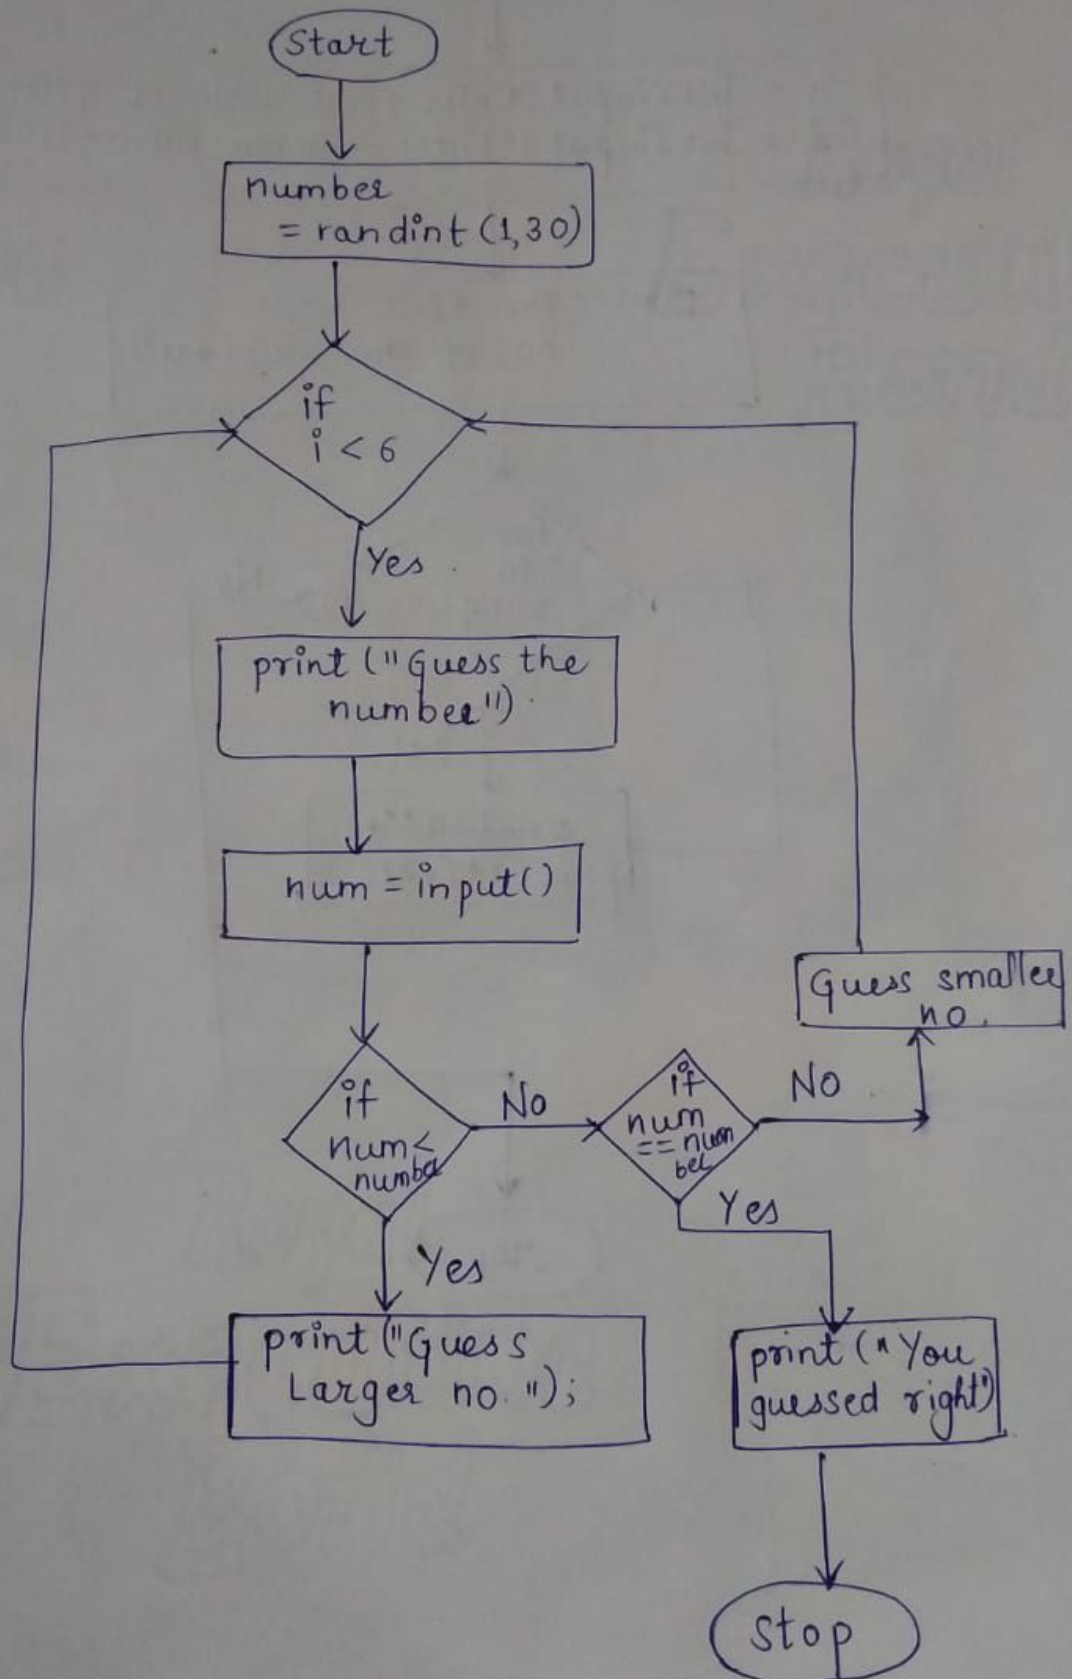 Start
number
= randint (1,30)
if
i < 6
Yes
print ("Guess the
number")
num = input()
Guess smaller
no.
if
num <
number
No
if
num
== num
ber
NO
Yes
Yes
print ("Guess
Larger no.");
print ("You
guessed right")
Stop